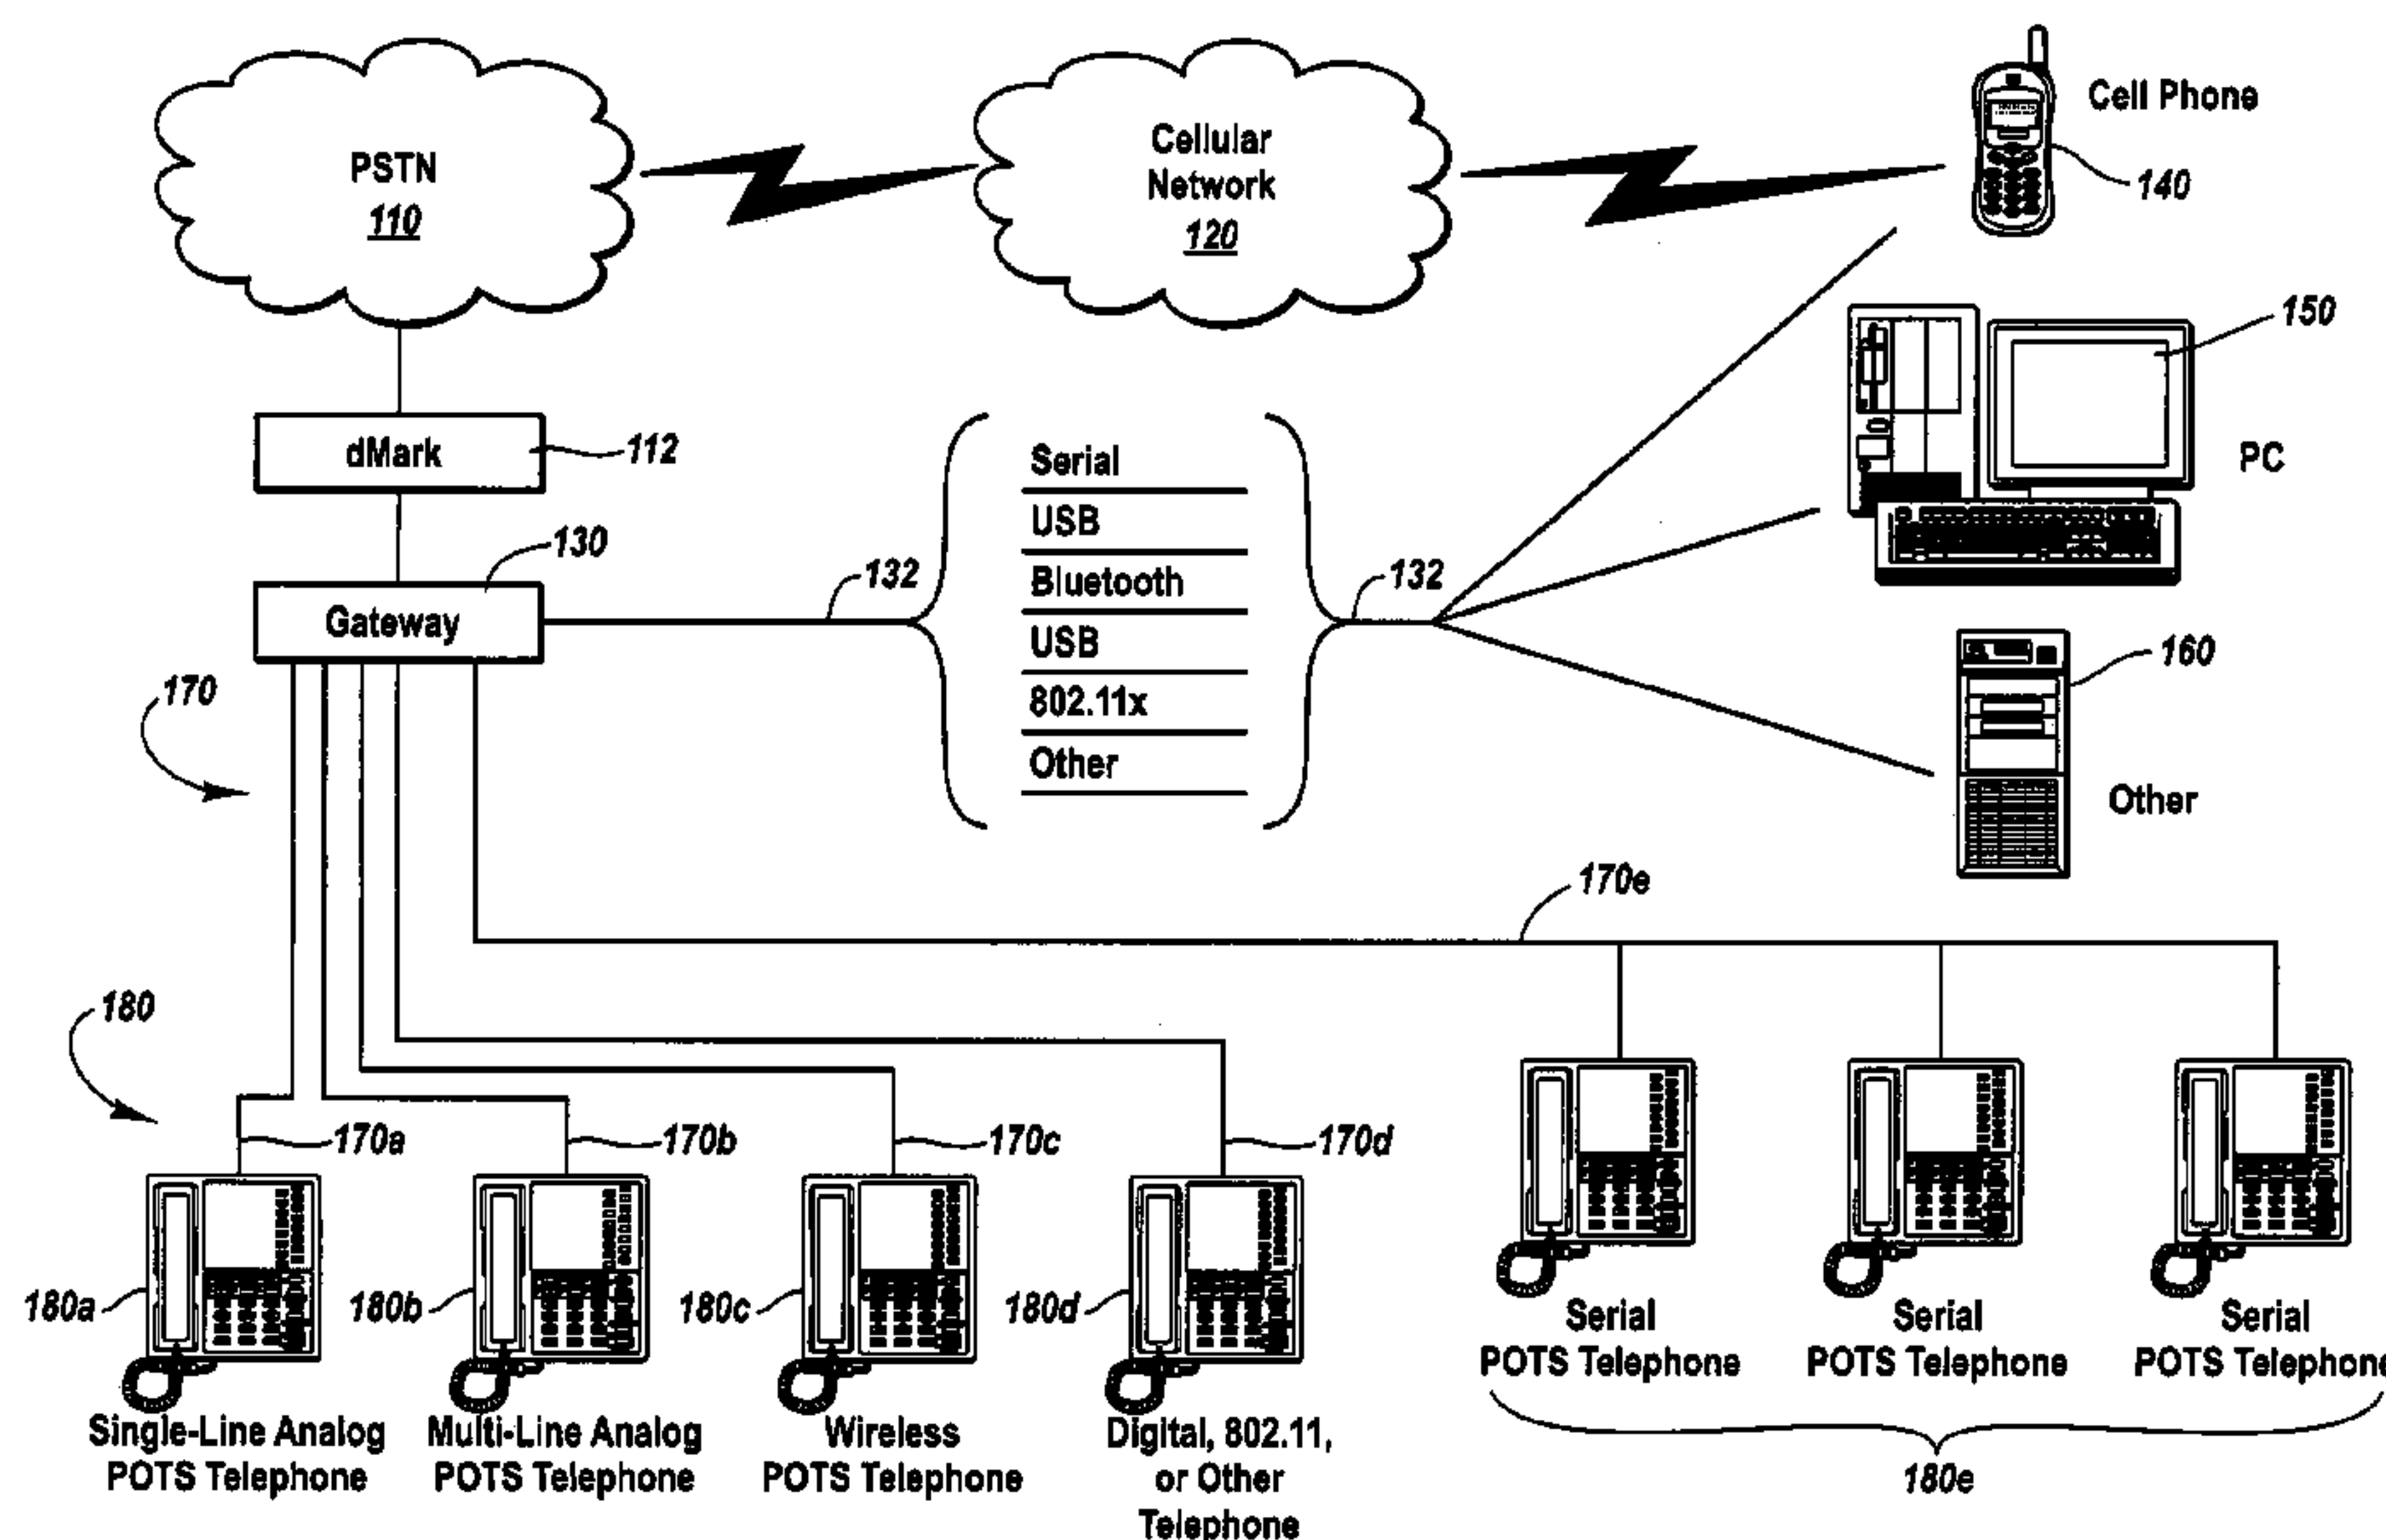 PSTN
110
Cellular
Network
120
Cell Phone
140
150
PC
dMark
112
130
Gateway
132
Serial
USB
Bluetooth
USB
802.11x
Other
132
160
Other
170
170e
180
170a
170b
170c
170d
180a
180b
180c
180d
Single-Line Analog
POTS Telephone
Multi-Line Analog
POTS Telephone
Wireless
POTS Telephone
Digital, 802.11,
or Other
Telephone
Serial
POTS Telephone
Serial
POTS Telephone
Serial
POTS Telephone
180e